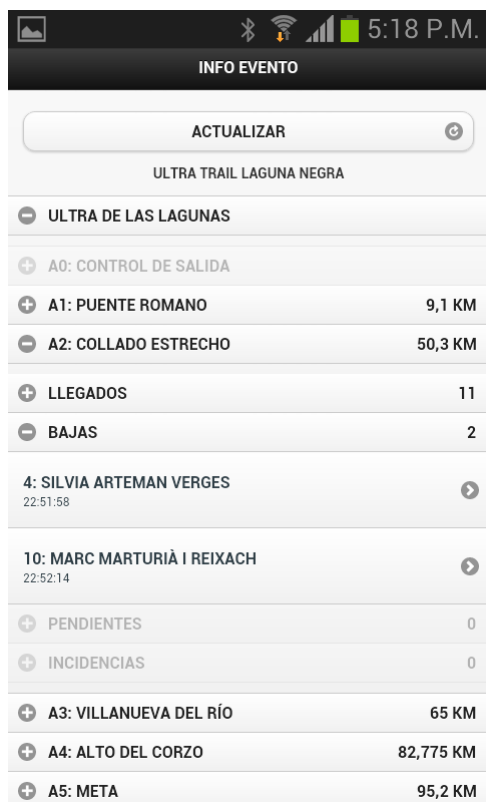 5:18 P.M.
INFO EVENTO
ACTUALIZAR
ULTRA TRAIL LAGUNA NEGRA
ULTRA DE LAS LAGUNAS
A0: CONTROL DE SALIDA
A1: PUENTE ROMANO 9,1 KM
A2: COLLADO ESTRECHO 50,3 KM
LLEGADOS 11
BAJAS 2
4: SILVIA ARTEMAN VERGES
22:51:58
10: MARC MARTURIÀ I REIXACH
22:52:14
PENDIENTES 0
INCIDENCIAS 0
A3: VILLANUEVA DEL RÍO 65 KM
A4: ALTO DEL CORZO 82,775 KM
A5: META 95,2 KM